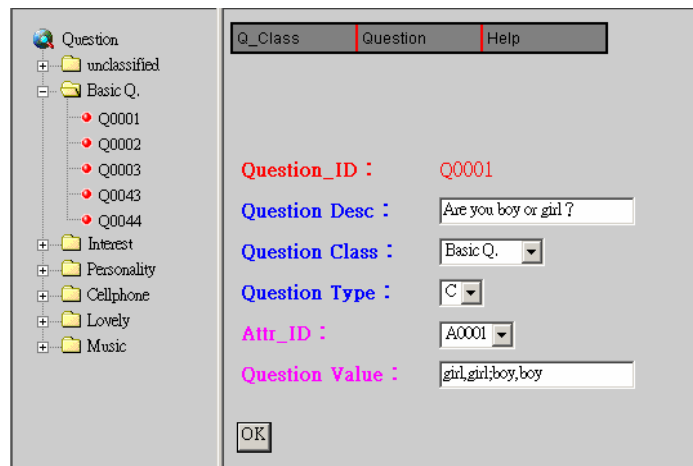 Question
unclassified
Basic Q.
Q0001
Q0002
Q0003
Q0043
Q0044
Interest
Personality
Cellphone
Lovely
Music
Q_Class Question Help
Question_ID : Q0001
Question Desc : Are you boy or girl ?
Question Class : Basic Q.
Question Type : C
Attr_ID : A0001
Question Value : girl,girl;boy,boy
OK